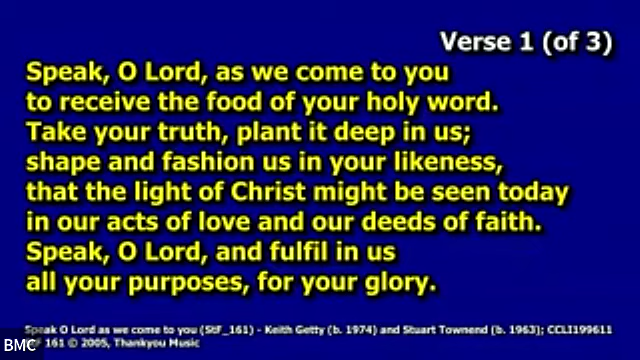 Verse 1 (of 3)
Speak, O Lord, as we come to you
to receive the food of your holy word.
Take your truth, plant it deep in us;
shape and fashion us in your likeness,
that the light of Christ might be seen today
in our acts of love and our deeds of faith.
Speak, O Lord, and fulfil in us
all your purposes, for your glory.
Speak O Lord as we come to you (StF_161) - Keith Getty (b. 1974) and Stuart Townend (b. 1963); CCLI199611
161 © 2005, Thankyou Music
BMC